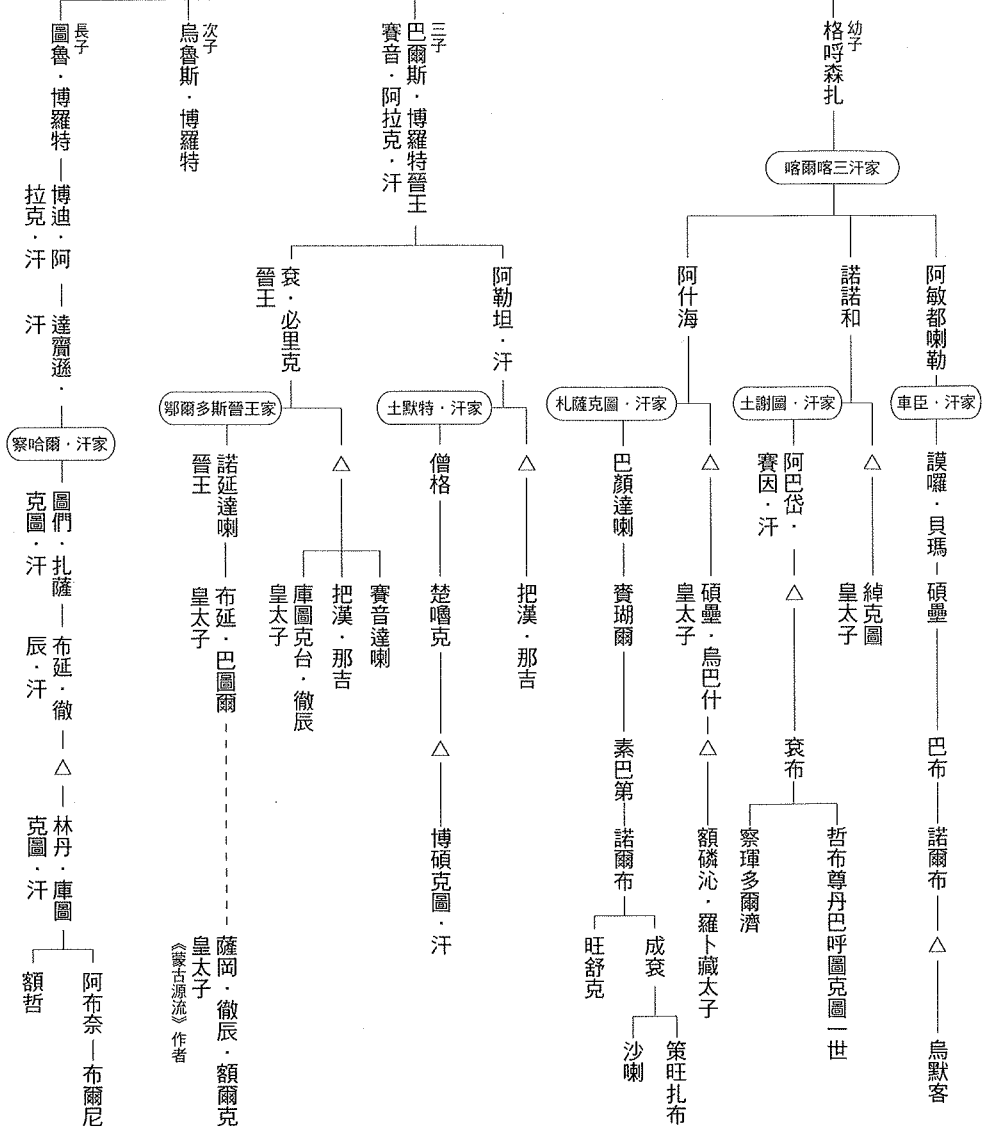 長子
圖魯．博羅特
博迪．阿
拉克．汗
達齎遜．
汗
察哈爾．汗家
圖們．扎薩
克圖．汗
布延．徹
辰．汗
△
林丹．庫圖
克圖．汗
額哲
阿布奈
布爾尼
次子
烏魯斯．博羅特
三子
巴爾斯．博羅特晉王
賽音．阿拉克．汗
袞．必里克
晉王
鄂爾多斯晉王家
諾延達喇
晉王
布延．巴圖爾
皇太子
薩岡．徹辰．額爾克
皇太子
《蒙古源流》作者
△
庫圖克台．徹辰
皇太子
把漢．那吉
賽音達喇
阿勒坦．汗
土默特．汗家
僧格
楚嚕克
△
博碩克圖．汗
△
把漢．那吉
幼子
格哷森扎
喀爾喀三汗家
阿什海
札薩克圖．汗家
巴顏達喇
賚瑚爾
素巴第
諾爾布
旺舒克
成袞
沙喇
策旺扎布
△
碩壘．烏巴什
皇太子
△
額磷沁．羅卜藏太子
諾諾和
土謝圖．汗家
阿巴岱．
賽因．汗
△
袞布
察琿多爾濟
哲布尊丹巴呼圖克圖一世
△
綽克圖
皇太子
阿敏都喇勒
車臣．汗家
謨囉．貝瑪
碩壘
巴布
諾爾布
△
烏默客